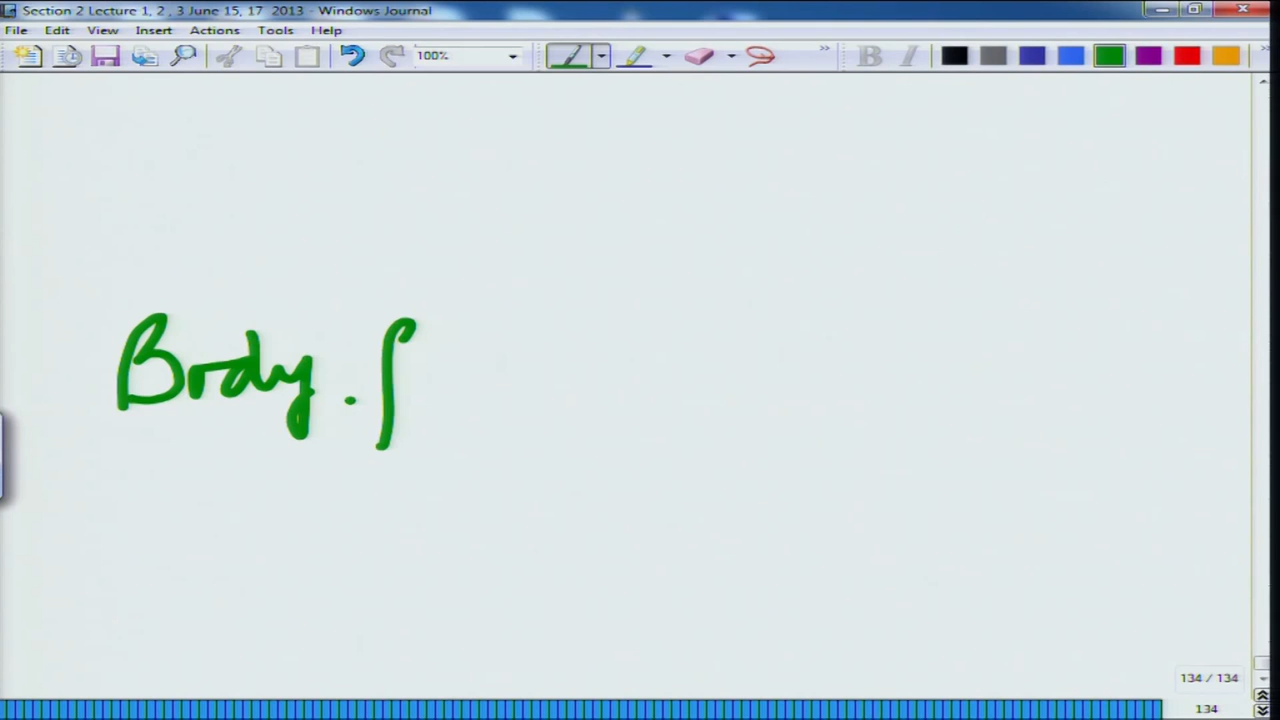 Section 2 Lecture 1, 2 , 3 June 15, 17 2013 - Windows Journal
File Edit View Insert Actions Tools Help
100% B I
Body.
134 / 134
134